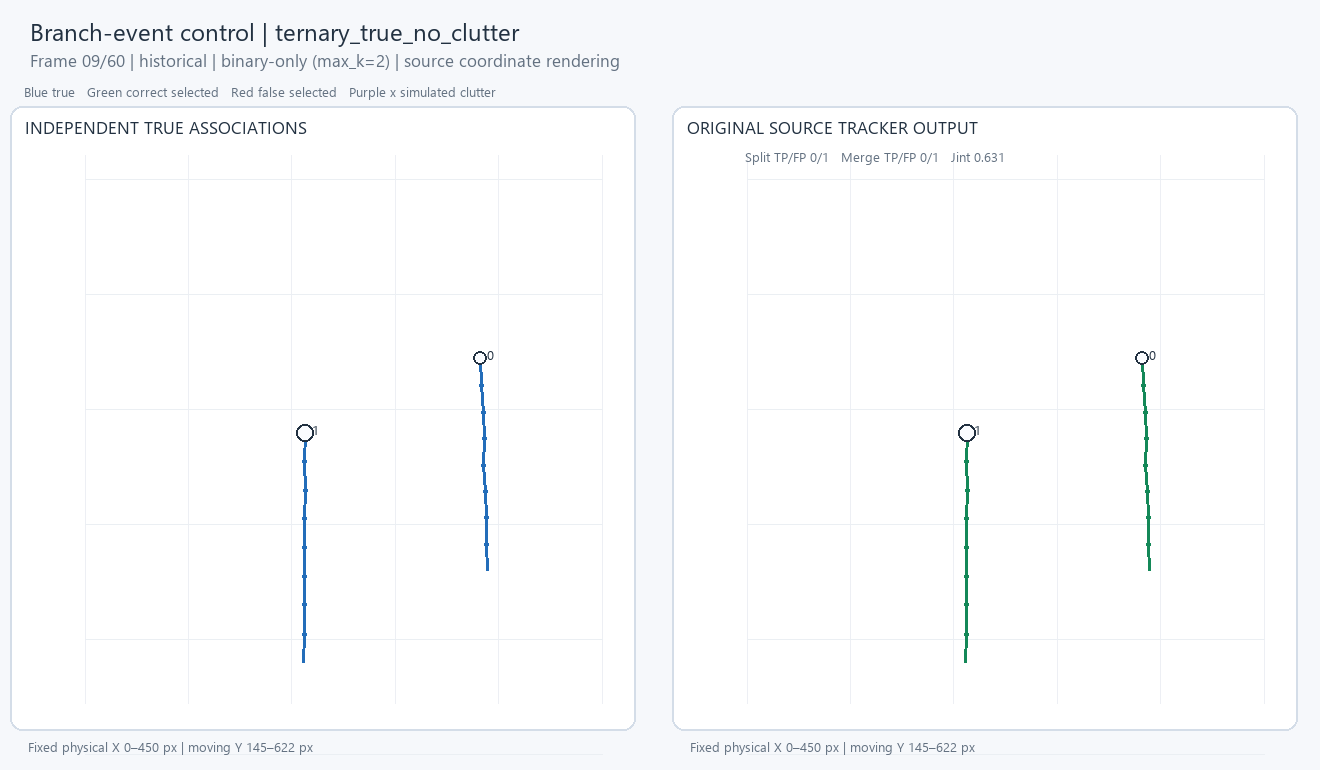 Branch-event control | ternary_true_no_clutter
Frame 09/60 | historical | binary-only (max_k=2) | source coordinate rendering
Blue true   Green correct selected   Red false selected   Purple x simulated clutter
INDEPENDENT TRUE ASSOCIATIONS
0
1
Fixed physical X 0–450 px | moving Y 145–622 px
ORIGINAL SOURCE TRACKER OUTPUT
Split TP/FP 0/1   Merge TP/FP 0/1   Jint 0.631
0
1
Fixed physical X 0–450 px | moving Y 145–622 px